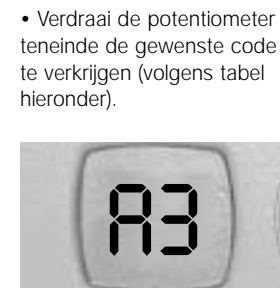 • Verdraai de potentiometer
teneinde de gewenste code
te verkrijgen (volgens tabel
hieronder).
A3